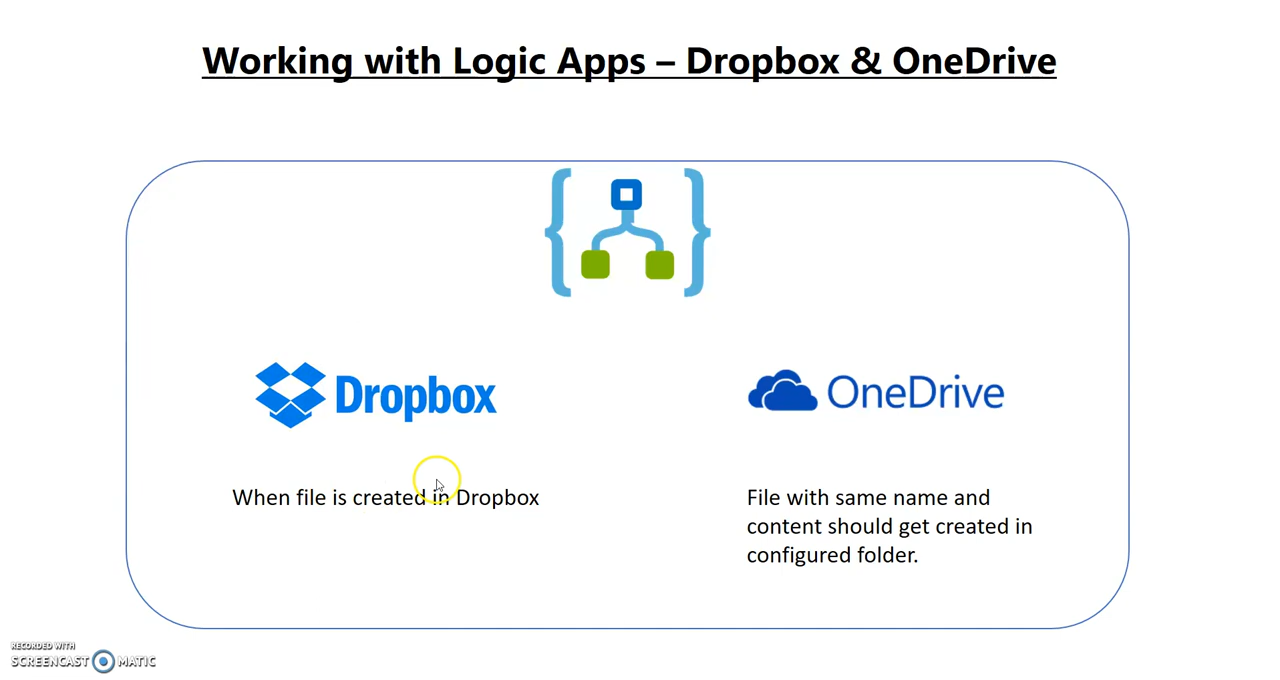 Working with Logic Apps – Dropbox & OneDrive
Dropbox
OneDrive
When file is created in Dropbox
File with same name and
content should get created in
configured folder.
RECORDED WITH
SCREENCAST MATIC